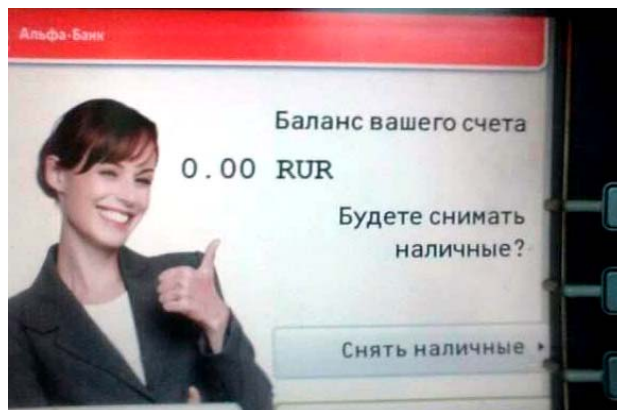 Альфа-Банк
Баланс вашего счета
0.00 RUR
Будете снимать
наличные?
Снять наличные